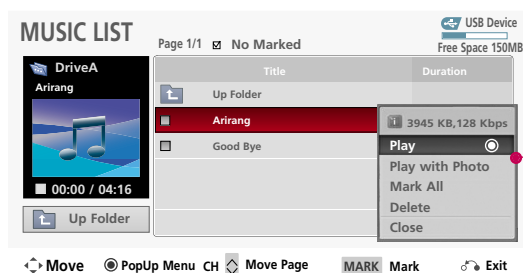 MUSIC LIST
Page 1/1 No Marked
USB Device
Free Space 150MB
DriveA
Arirang
00:00 / 04:16
Up Folder
Title Duration
Up Folder
Arirang
Good Bye
3945 KB,128 Kbps
Play
Play with Photo
Mark All
Delete
Close
Move PopUp Menu CH Move Page MARK Mark Exit